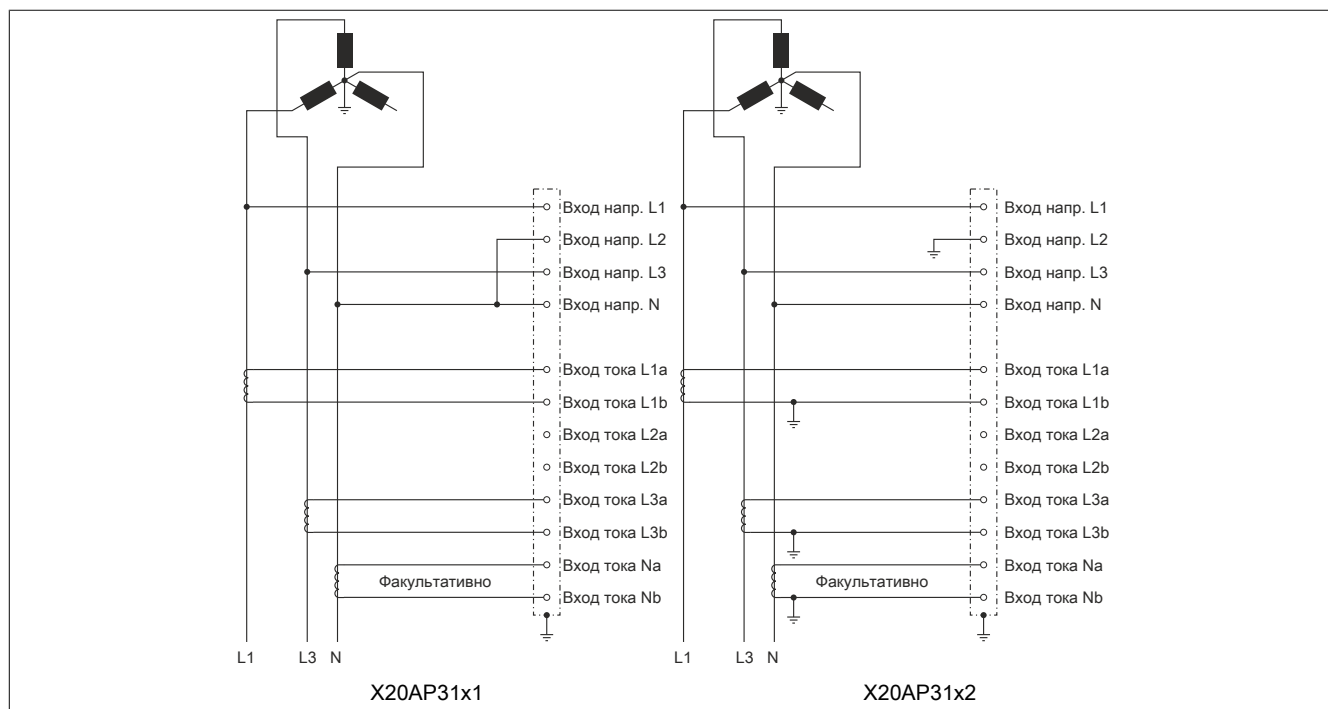 Вход напр. L1
Вход напр. L2
Вход напр. L3
Вход напр. N
Вход тока L1a
Вход тока L1b
Вход тока L2a
Вход тока L2b
Вход тока L3a
Вход тока L3b
Вход тока Na
Факультативно
Вход тока Nb
L1 L3 N
X20AP31x1
Вход напр. L1
Вход напр. L2
Вход напр. L3
Вход напр. N
Вход тока L1a
Вход тока L1b
Вход тока L2a
Вход тока L2b
Вход тока L3a
Вход тока L3b
Вход тока Na
Факультативно
Вход тока Nb
L1 L3 N
X20AP31x2